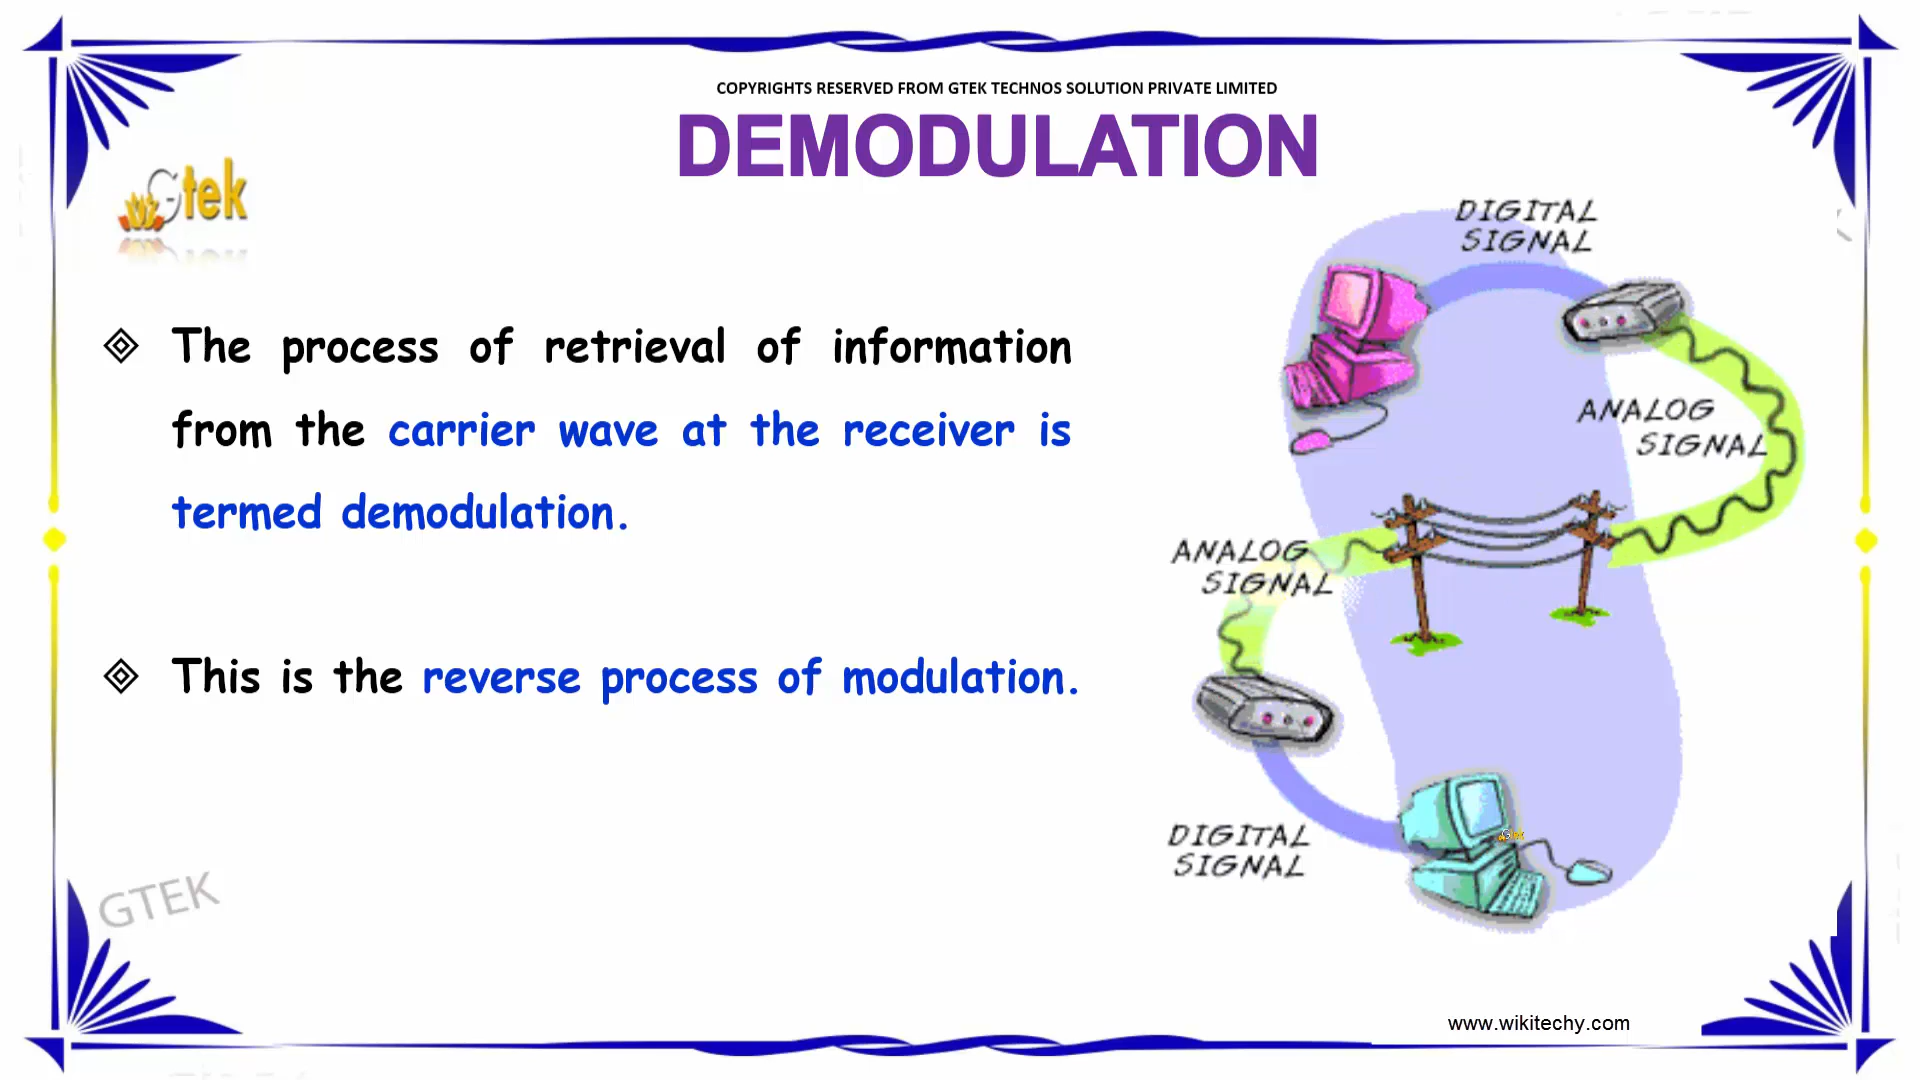 COPYRIGHTS RESERVED FROM GTEK TECHNOS SOLUTION PRIVATE LIMITED
DEMODULATION
Gtek
The process of retrieval of information
from the carrier wave at the receiver is
termed demodulation.
This is the reverse process of modulation.
DIGITAL
SIGNAL
ANALOG
SIGNAL
ANALOG
SIGNAL
DIGITAL
SIGNAL
GTEK
www.wikitechy.com